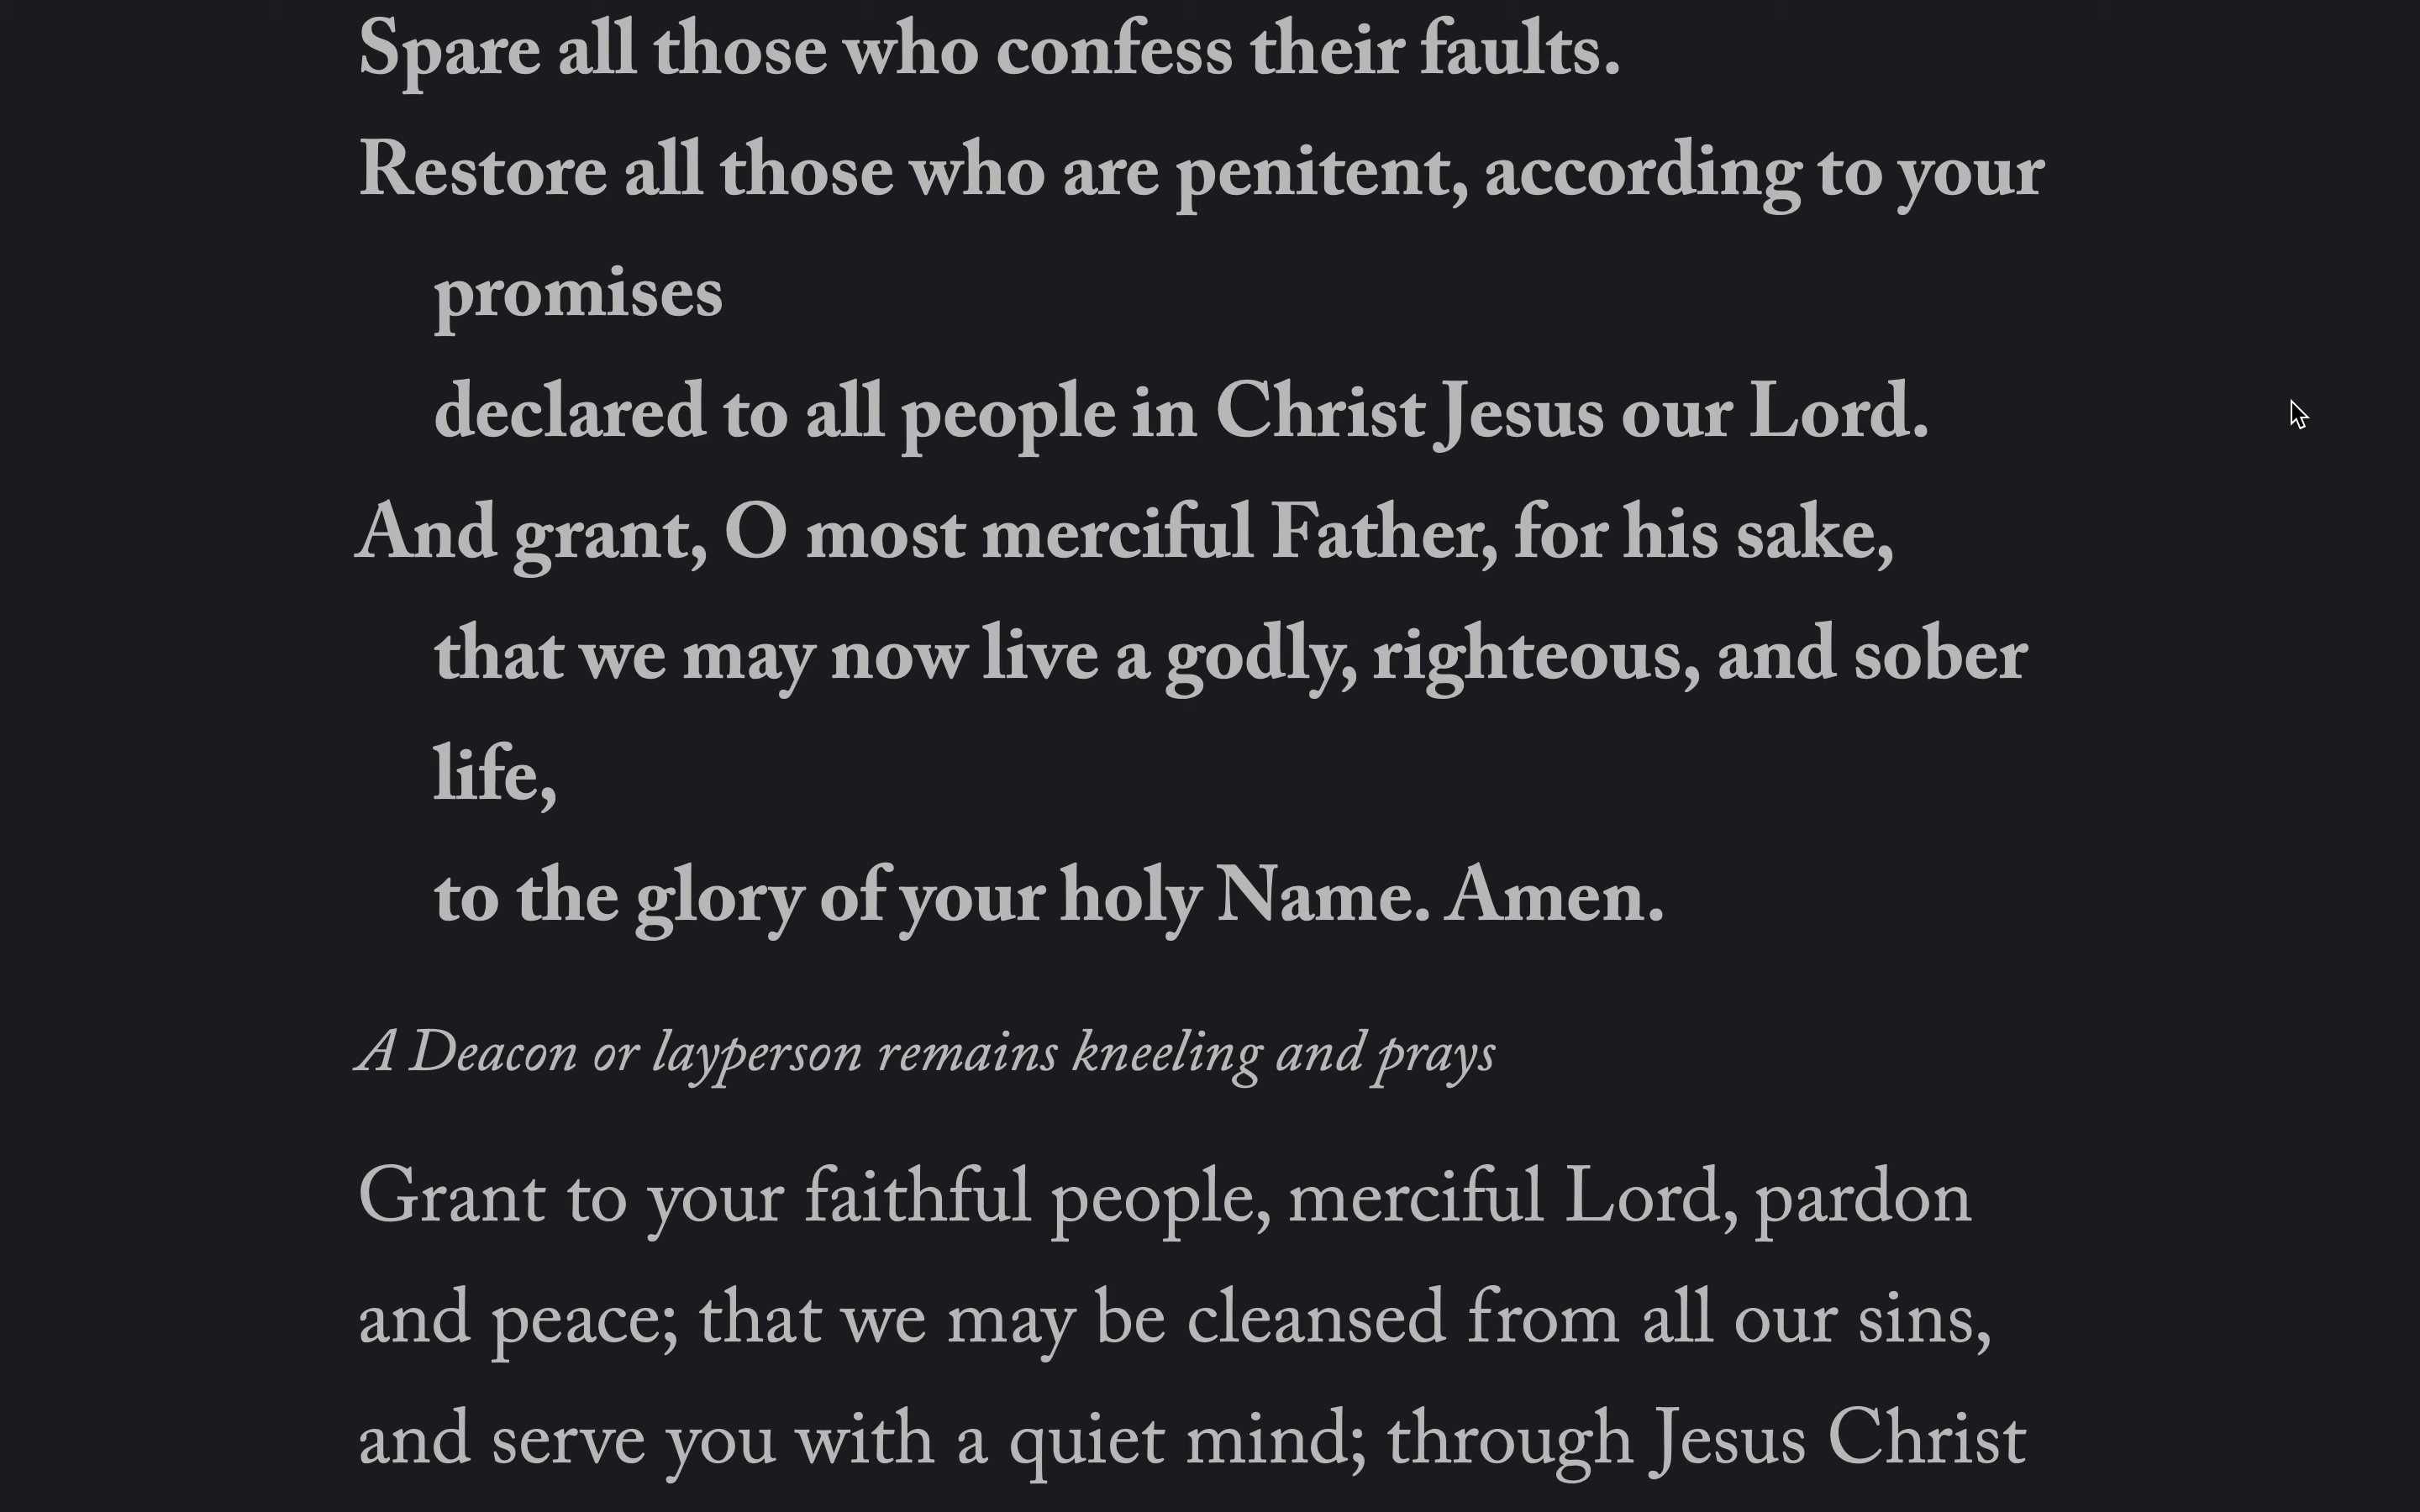 Spare all those who confess their faults.
Restore all those who are penitent, according to your
promises
declared to all people in Christ Jesus our Lord.
And grant, O most merciful Father, for his sake,
that we may now live a godly, righteous, and sober
life,
to the glory of your holy Name. Amen.
A Deacon or layperson remains kneeling and prays
Grant to your faithful people, merciful Lord, pardon
and peace; that we may be cleansed from all our sins,
and serve you with a quiet mind; through Jesus Christ